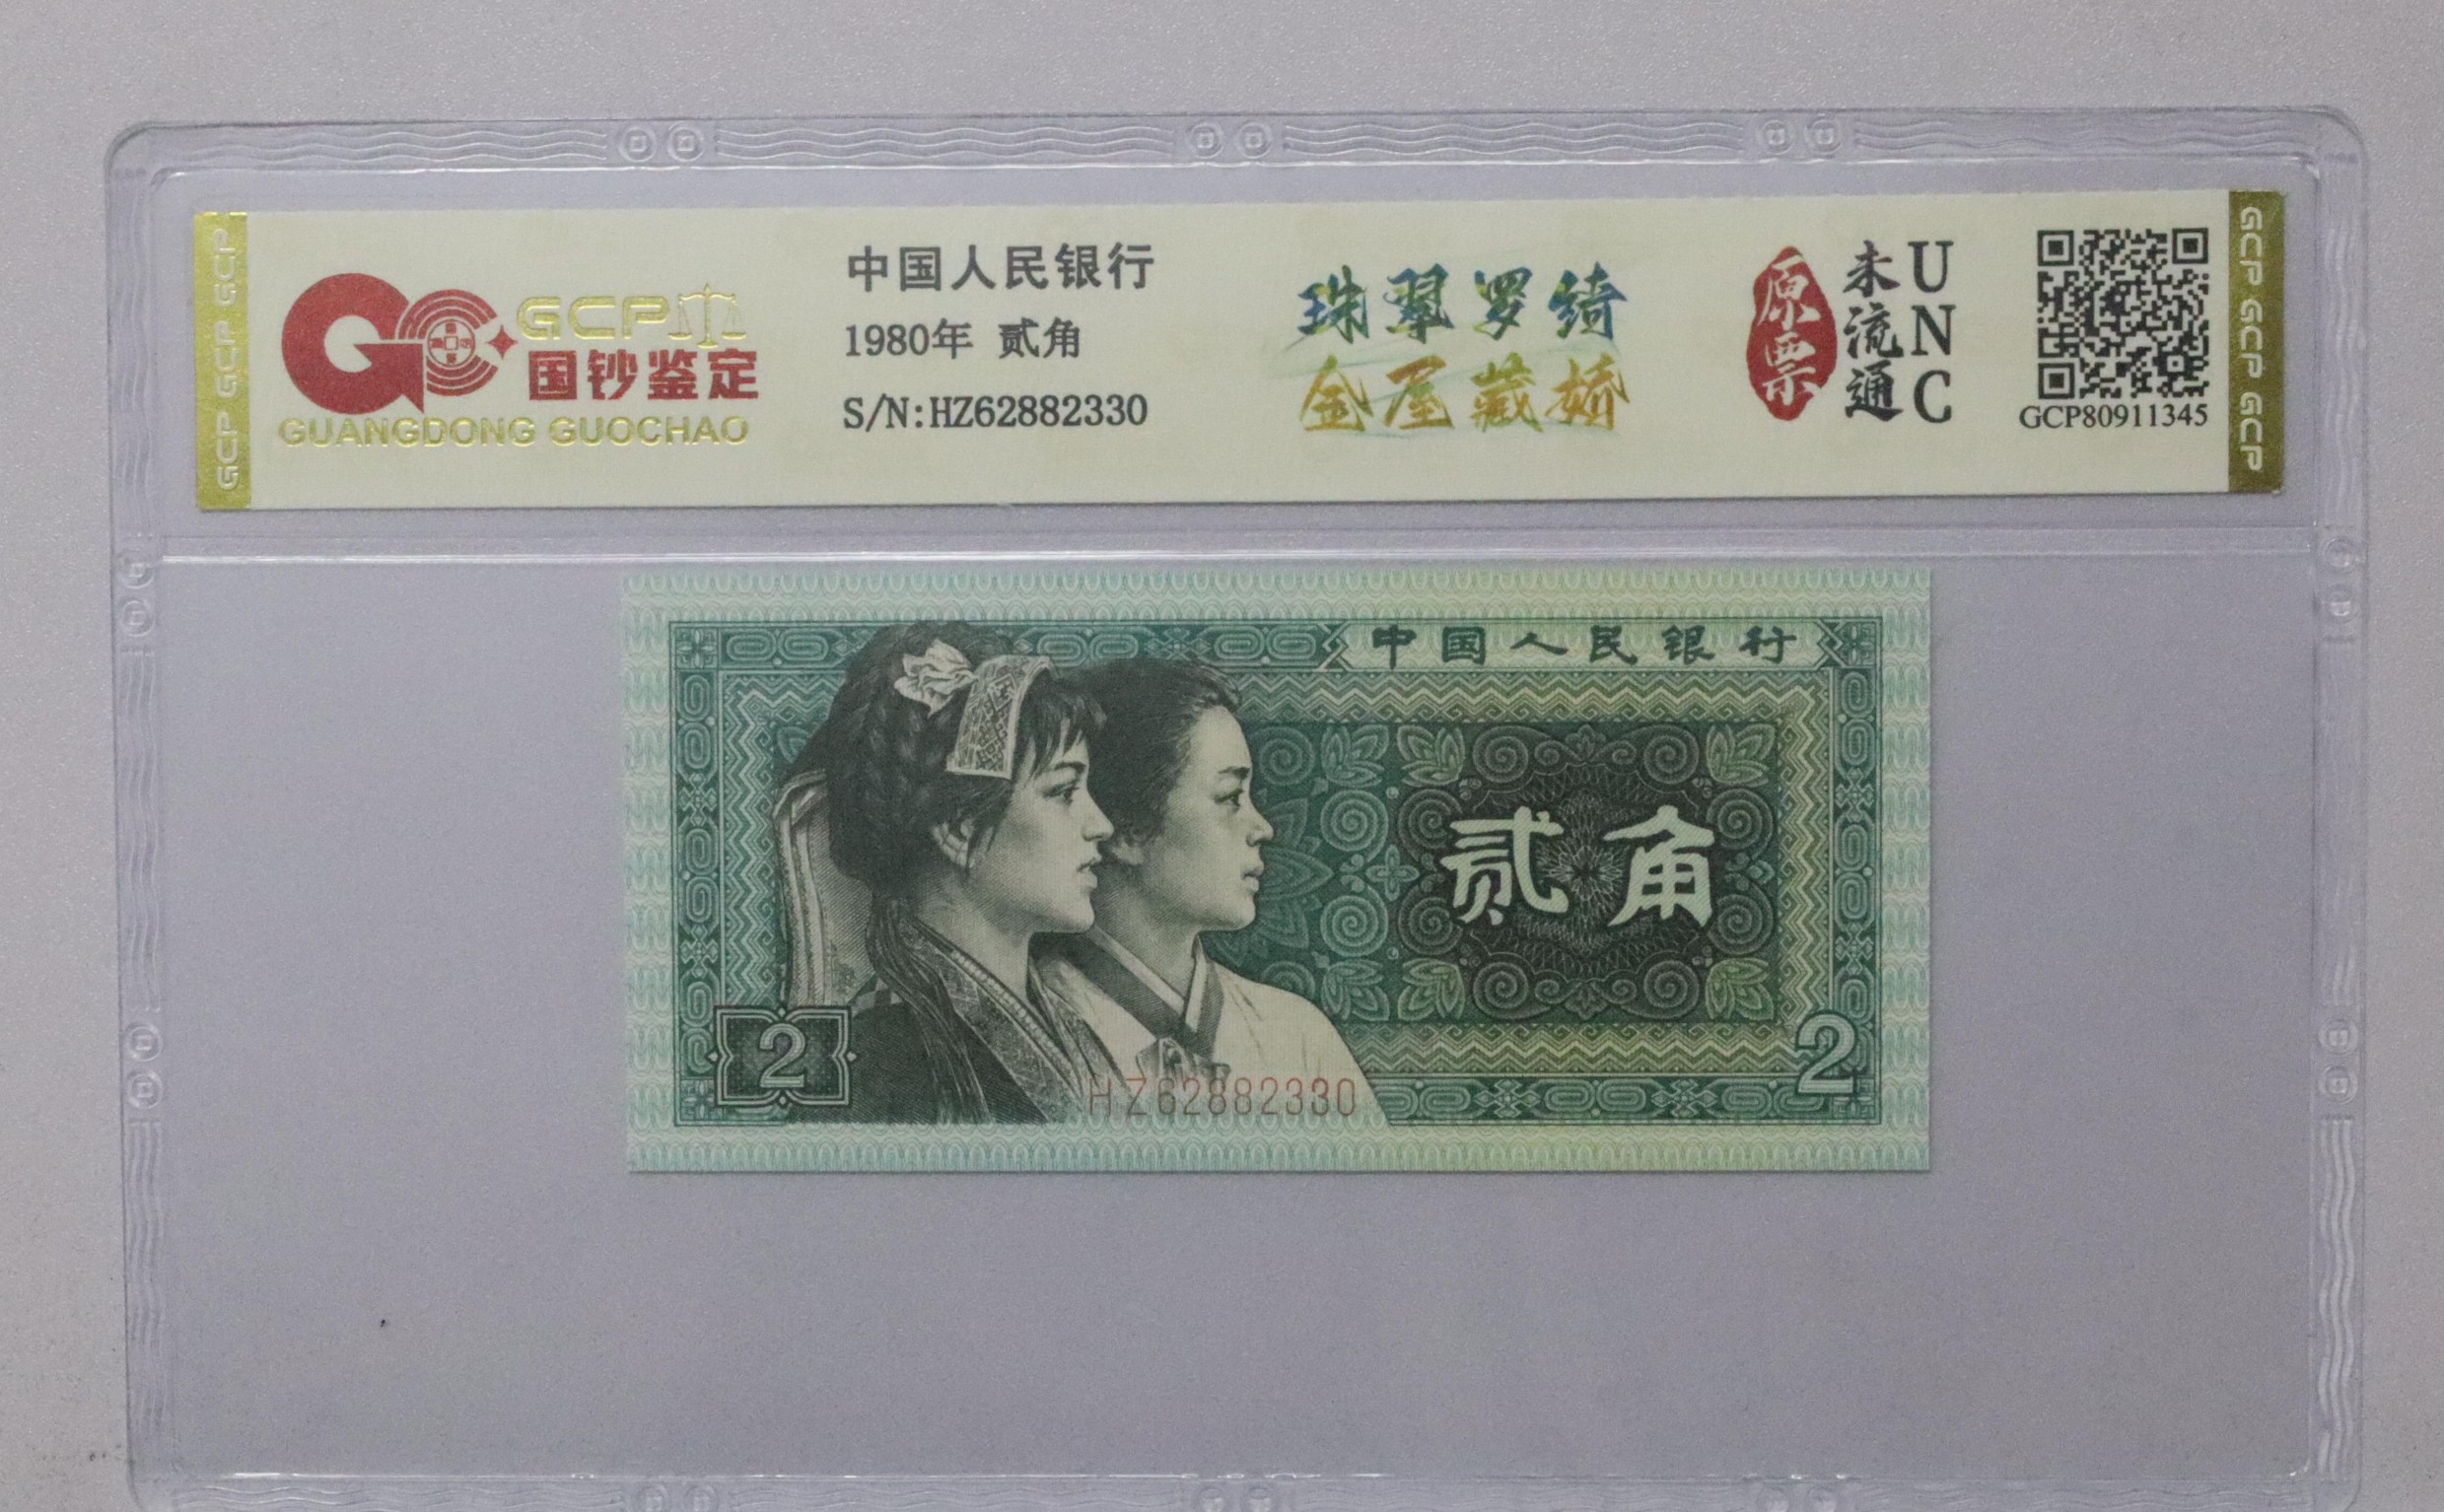 GCP GCP GCP
GCP
国钞鉴定
GUANGDONG GUOCHAO
中国人民银行
1980年 贰角
S/N:HZ62882330
珠翠罗绮
金屋藏娇
原票
未流通
UNC
GCP80911345
GCP GCP GCP
中国人民银行
贰角
2
2
HZ62882330